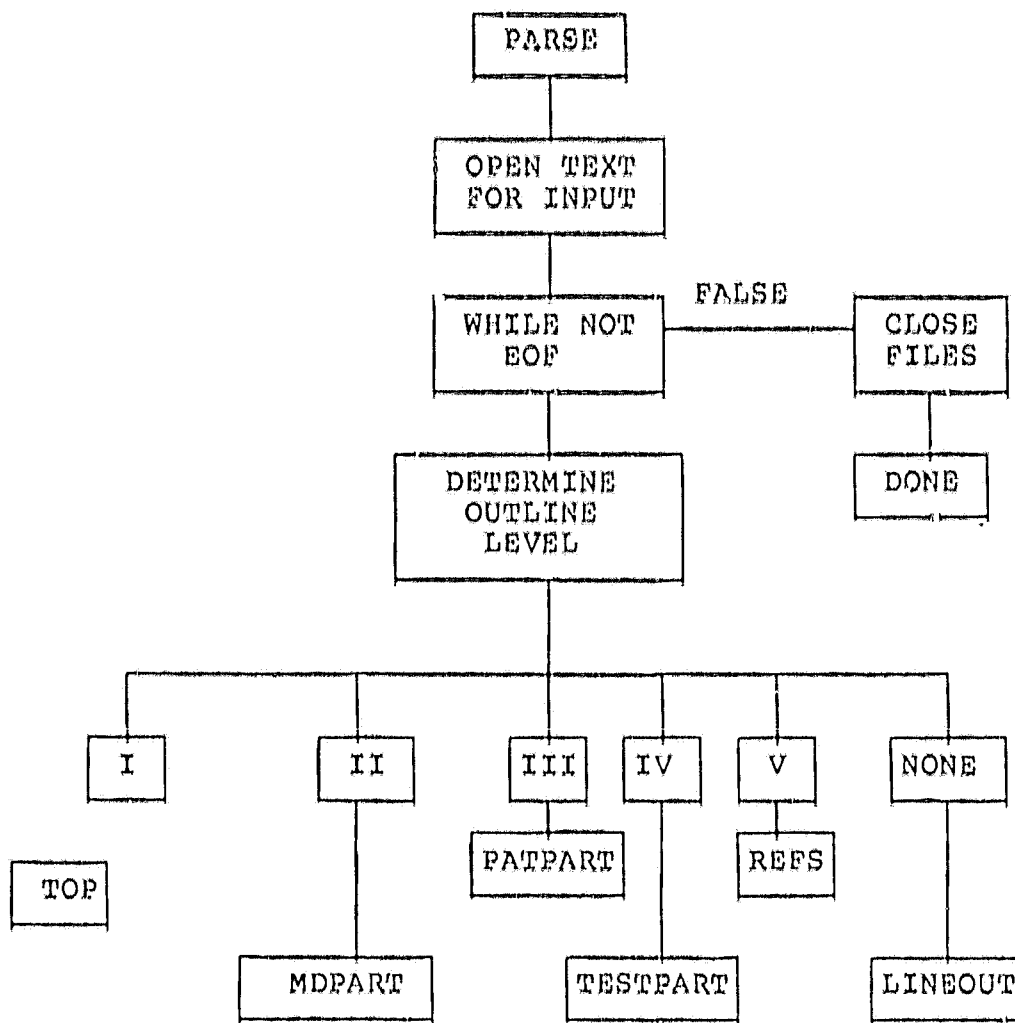 PARSE
OPEN TEXT
FOR INPUT
WHILE NOT
EOF
FALSE
CLOSE
FILES
DETERMINE
OUTLINE
LEVEL
DONE
I
II
III
IV
V
NONE
PATPART
REFS
TOP
MDPART
TESTPART
LINEOUT